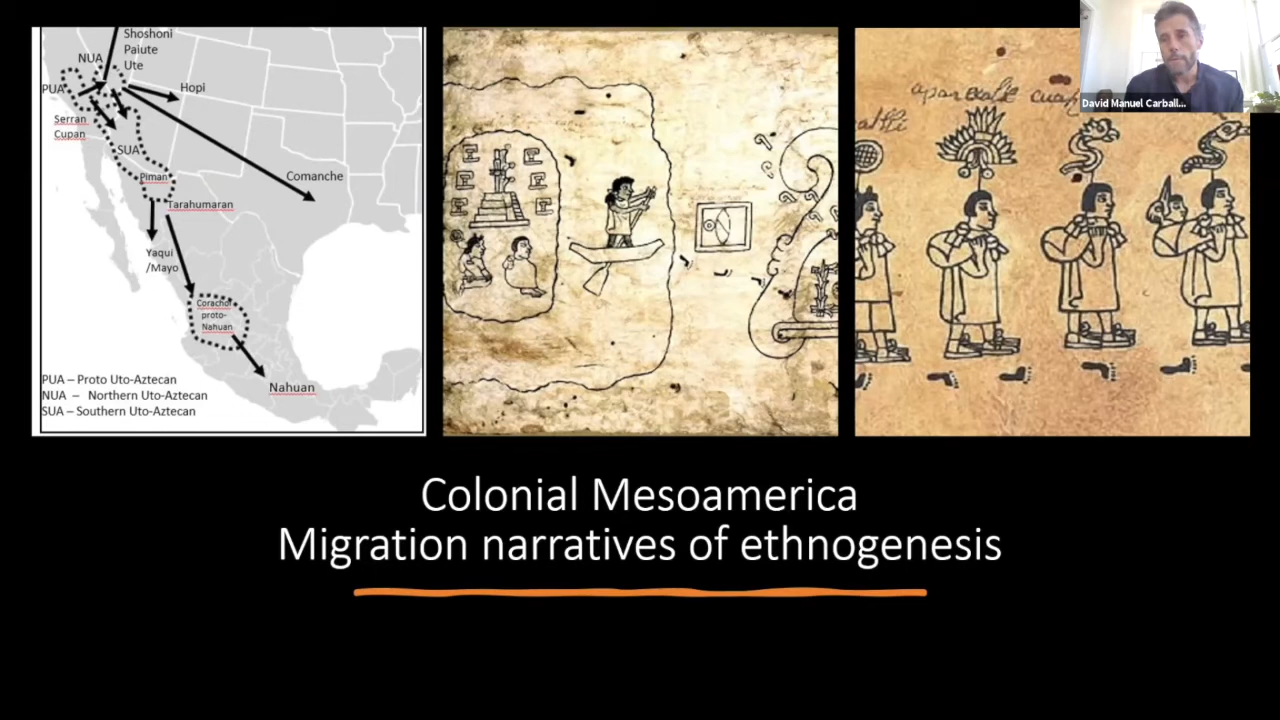 Shoshoni
Paiute
Ute
NUA
PUA
Hopi
Serran
Cupan
SUA
Piman
Comanche
Tarahumaran
Yaqui
/Mayo
Corachol
proto-
Nahuan
Nahuan
PUA – Proto Uto-Aztecan
NUA – Northern Uto-Aztecan
SUA – Southern Uto-Aztecan
David Manuel Carball...
Colonial Mesoamerica
Migration narratives of ethnogenesis